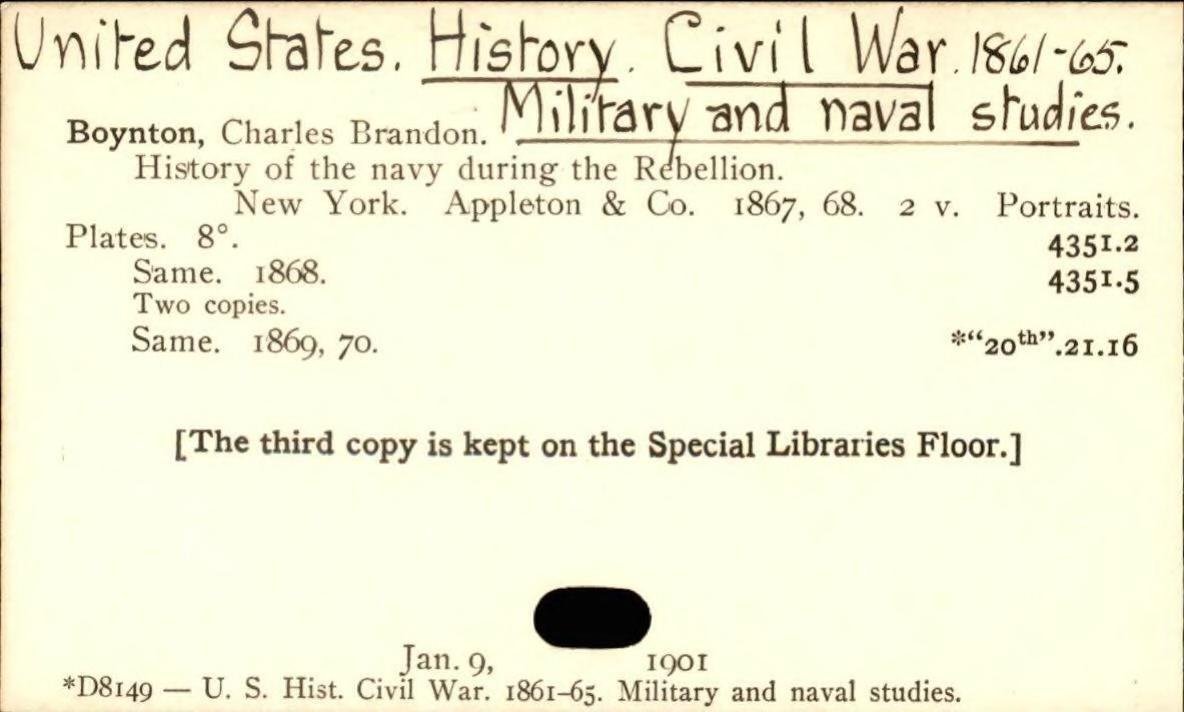 United States. History. Civil War. 1861-65.
Military and naval studies.
Boynton, Charles Brandon.
History of the navy during the Rebellion.
New York. Appleton & Co. 1867, 68. 2 v. Portraits.
Plates. 8°. 4351.2
Same. 1868. 4351.5
Two copies.
Same. 1869, 70. *“20th”.21.16
[The third copy is kept on the Special Libraries Floor.]
Jan. 9, 1901
*D8149 — U. S. Hist. Civil War. 1861–65. Military and naval studies.